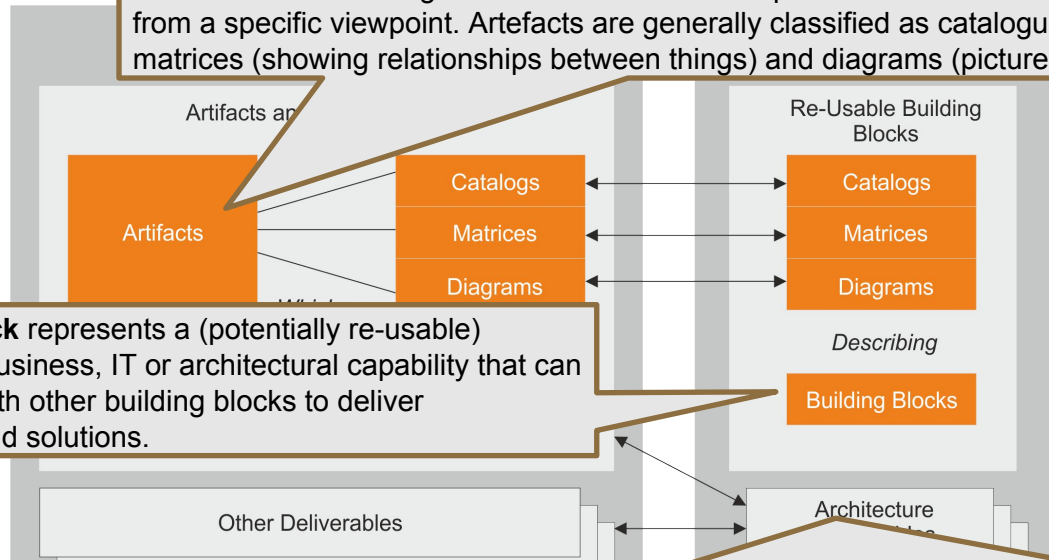 from a specific viewpoint. Artefacts are generally classified as catalogu
matrices (showing relationships between things) and diagrams (picture
Artifacts an
Re-Usable Building
Blocks
Artifacts
Catalogs
Matrices
Diagrams
Catalogs
Matrices
Diagrams
Describing
Building Blocks
ck represents a (potentially re-usable)
usiness, IT or architectural capability that can
th other building blocks to deliver
d solutions.
Other Deliverables
Architecture